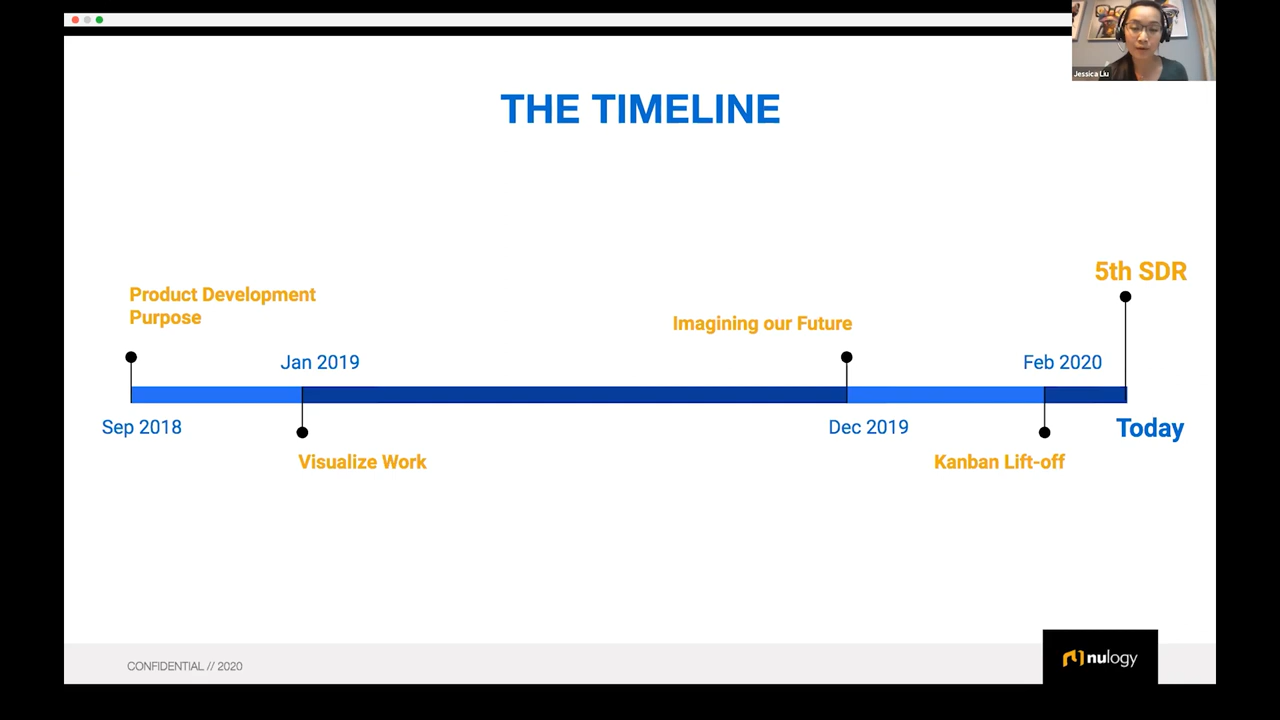 Jessica Liu
THE TIMELINE
5th SDR
Product Development
Purpose
Imagining our Future
Jan 2019
Feb 2020
Sep 2018
Dec 2019
Today
Visualize Work
Kanban Lift-off
CONFIDENTIAL // 2020
nulogy